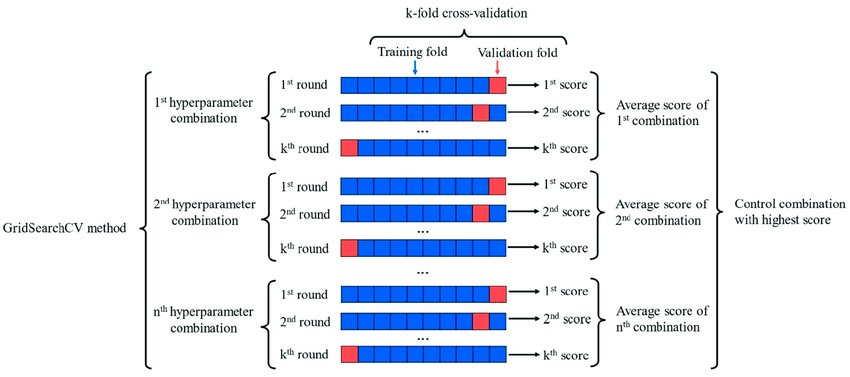 k-fold cross-validation
Training fold
Validation fold
GridSearchCV method
1st hyperparameter
combination
1st round
1st score
2nd round
2nd score
...
kth round
kth score
Average score of
1st combination
2nd hyperparameter
combination
1st round
1st score
2nd round
2nd score
...
kth round
kth score
Average score of
2nd combination
...
nth hyperparameter
combination
1st round
1st score
2nd round
2nd score
...
kth round
kth score
Average score of
nth combination
Control combination
with highest score